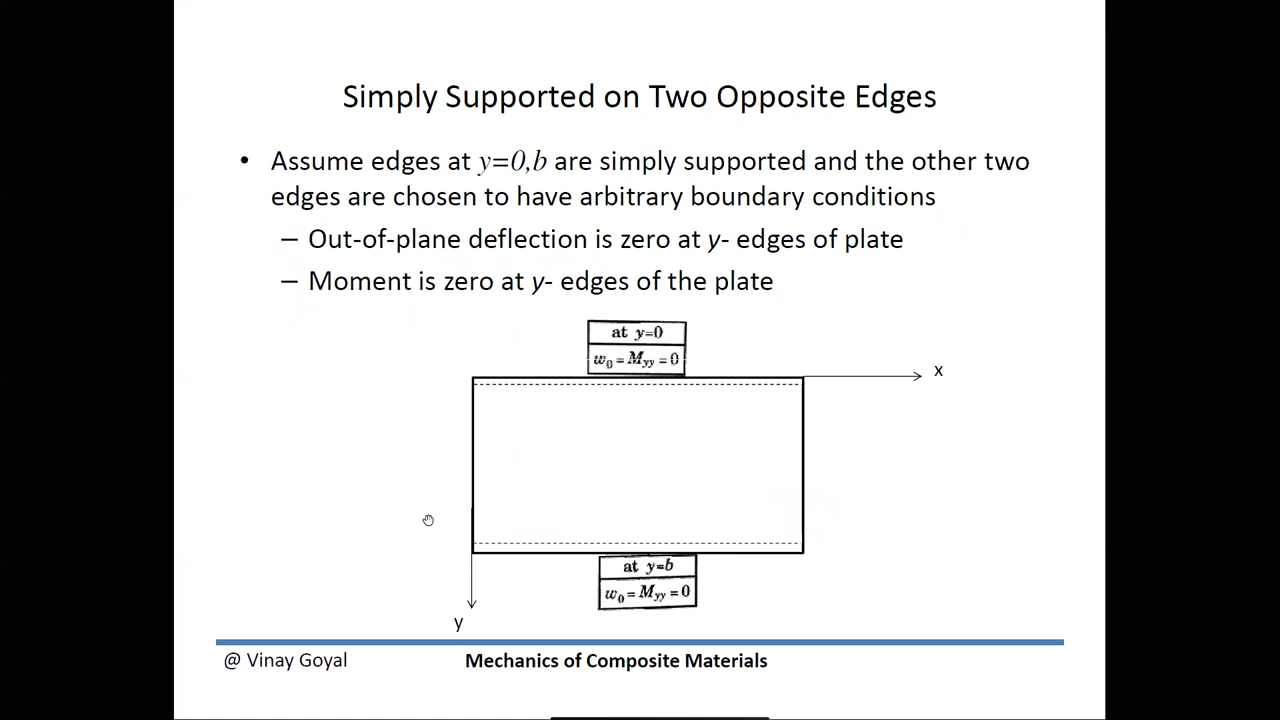 Simply Supported on Two Opposite Edges
• Assume edges at y=0,b are simply supported and the other two
edges are chosen to have arbitrary boundary conditions
– Out-of-plane deflection is zero at y- edges of plate
– Moment is zero at y- edges of the plate
at y=0
w₀ = Myy = 0
x
at y=b
w₀ = Myy = 0
y
@ Vinay Goyal
Mechanics of Composite Materials